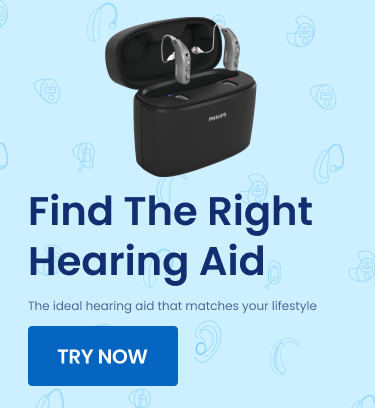 PHILIPS
Find The Right
Hearing Aid
The ideal hearing aid that matches your lifestyle
TRY NOW